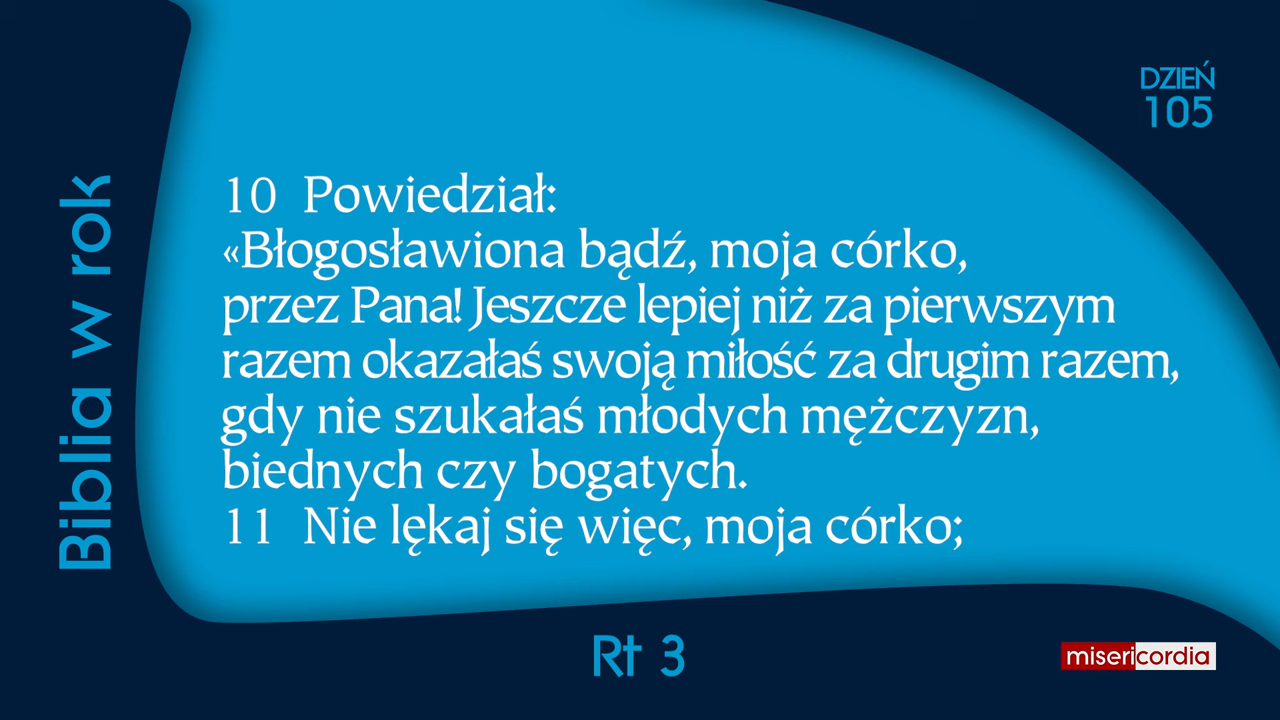 DZIEŃ
105
Biblia w rok
10 Powiedział:
«Błogosławiona bądź, moja córko,
przez Pana! Jeszcze lepiej niż za pierwszym
razem okazałaś swoją miłość za drugim razem,
gdy nie szukałaś młodych mężczyzn,
biednych czy bogatych.
11 Nie lękaj się więc, moja córko;
Rt 3
misericordia